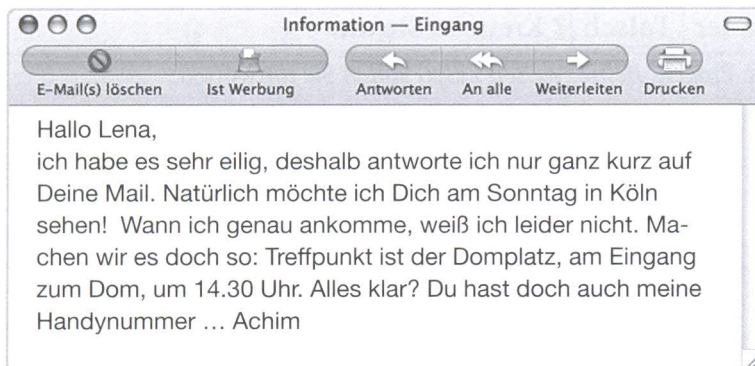 Information — Eingang
E-Mail(s) löschen Ist Werbung Antworten An alle Weiterleiten Drucken
Hallo Lena,
ich habe es sehr eilig, deshalb antworte ich nur ganz kurz auf
Deine Mail. Natürlich möchte ich Dich am Sonntag in Köln
sehen! Wann ich genau ankomme, weiß ich leider nicht. Ma-
chen wir es doch so: Treffpunkt ist der Domplatz, am Eingang
zum Dom, um 14.30 Uhr. Alles klar? Du hast doch auch meine
Handynummer … Achim